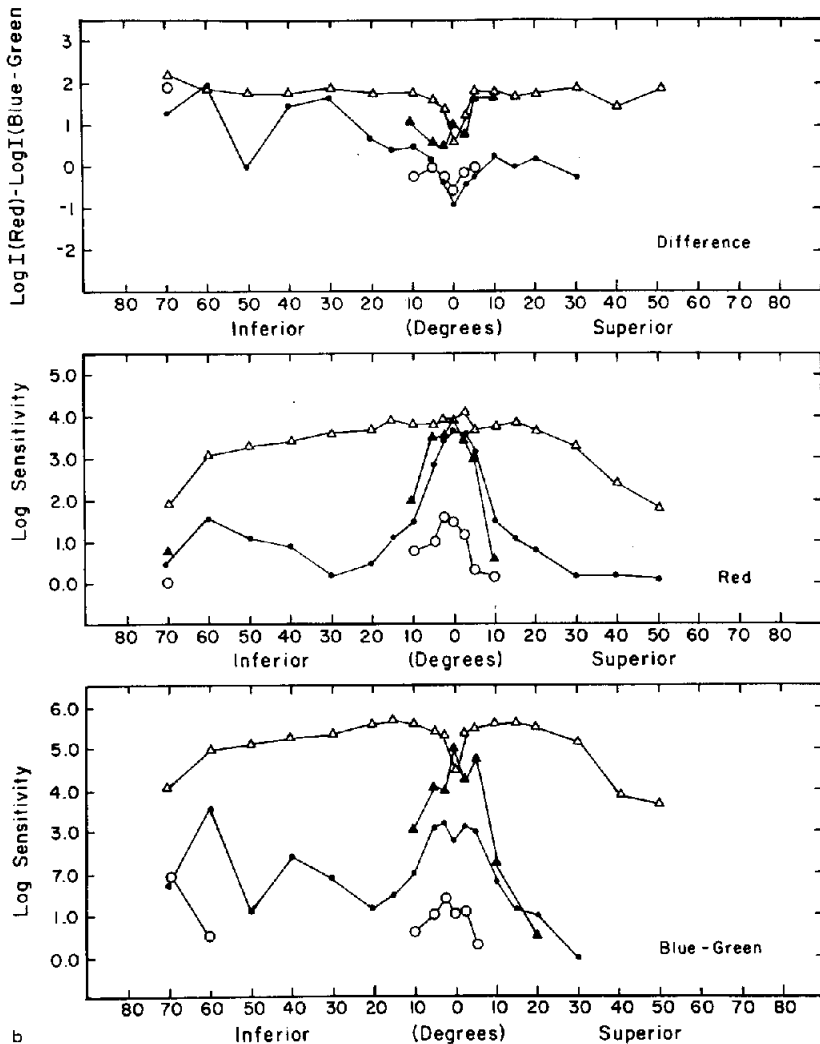 Log I (Red)-Log I (Blue-Green
3
2
1
0
-1
-2
Difference
80 70 60 50 40 30 20 10 0 10 20 30 40 50 60 70 80
Inferior (Degrees) Superior
Log Sensitivity
5.0
4.0
3.0
2.0
1.0
0.0
Red
80 70 60 50 40 30 20 10 0 10 20 30 40 50 60 70 80
Inferior (Degrees) Superior
Log Sensitivity
6.0
5.0
4.0
3.0
7.0
1.0
0.0
Blue-Green
80 70 60 50 40 30 20 10 0 10 20 30 40 50 60 70 80
b Inferior (Degrees) Superior